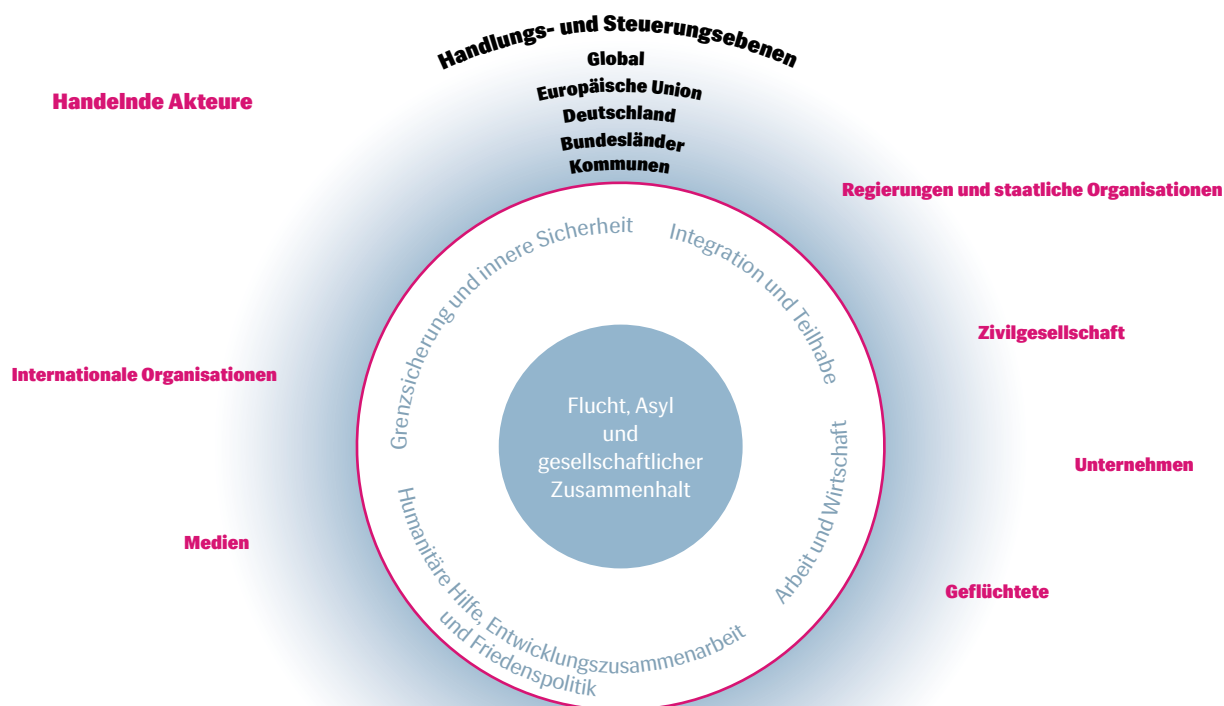 Handlungs- und Steuerungsebenen
Global
Europäische Union
Deutschland
Bundesländer
Kommunen
Handelnde Akteure
Regierungen und staatliche Organisationen
Zivilgesellschaft
Unternehmen
Geflüchtete
Internationale Organisationen
Medien
Grenzsicherung und innere Sicherheit
Integration und Teilhabe
Arbeit und Wirtschaft
Humanitäre Hilfe, Entwicklungszusammenarbeit
und Friedenspolitik
Flucht, Asyl
und
gesellschaftlicher
Zusammenhalt